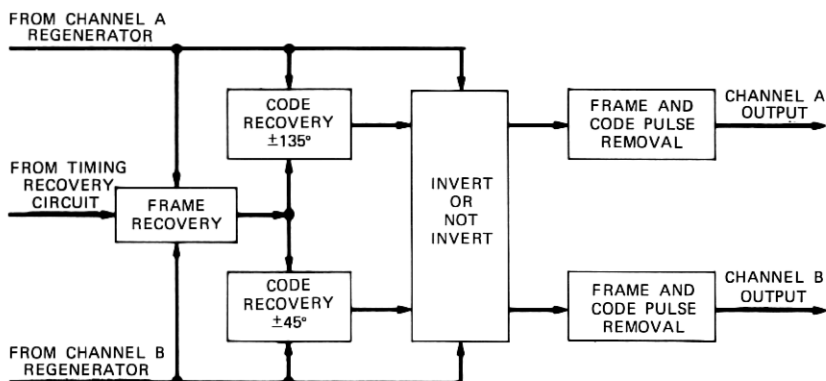 FROM CHANNEL A
REGENERATOR
CODE
RECOVERY
±135°
FRAME AND
CODE PULSE
REMOVAL
CHANNEL A
OUTPUT
FROM TIMING
RECOVERY
CIRCUIT
FRAME
RECOVERY
INVERT
OR
NOT
INVERT
CODE
RECOVERY
±45°
FRAME AND
CODE PULSE
REMOVAL
CHANNEL B
OUTPUT
FROM CHANNEL B
REGENERATOR